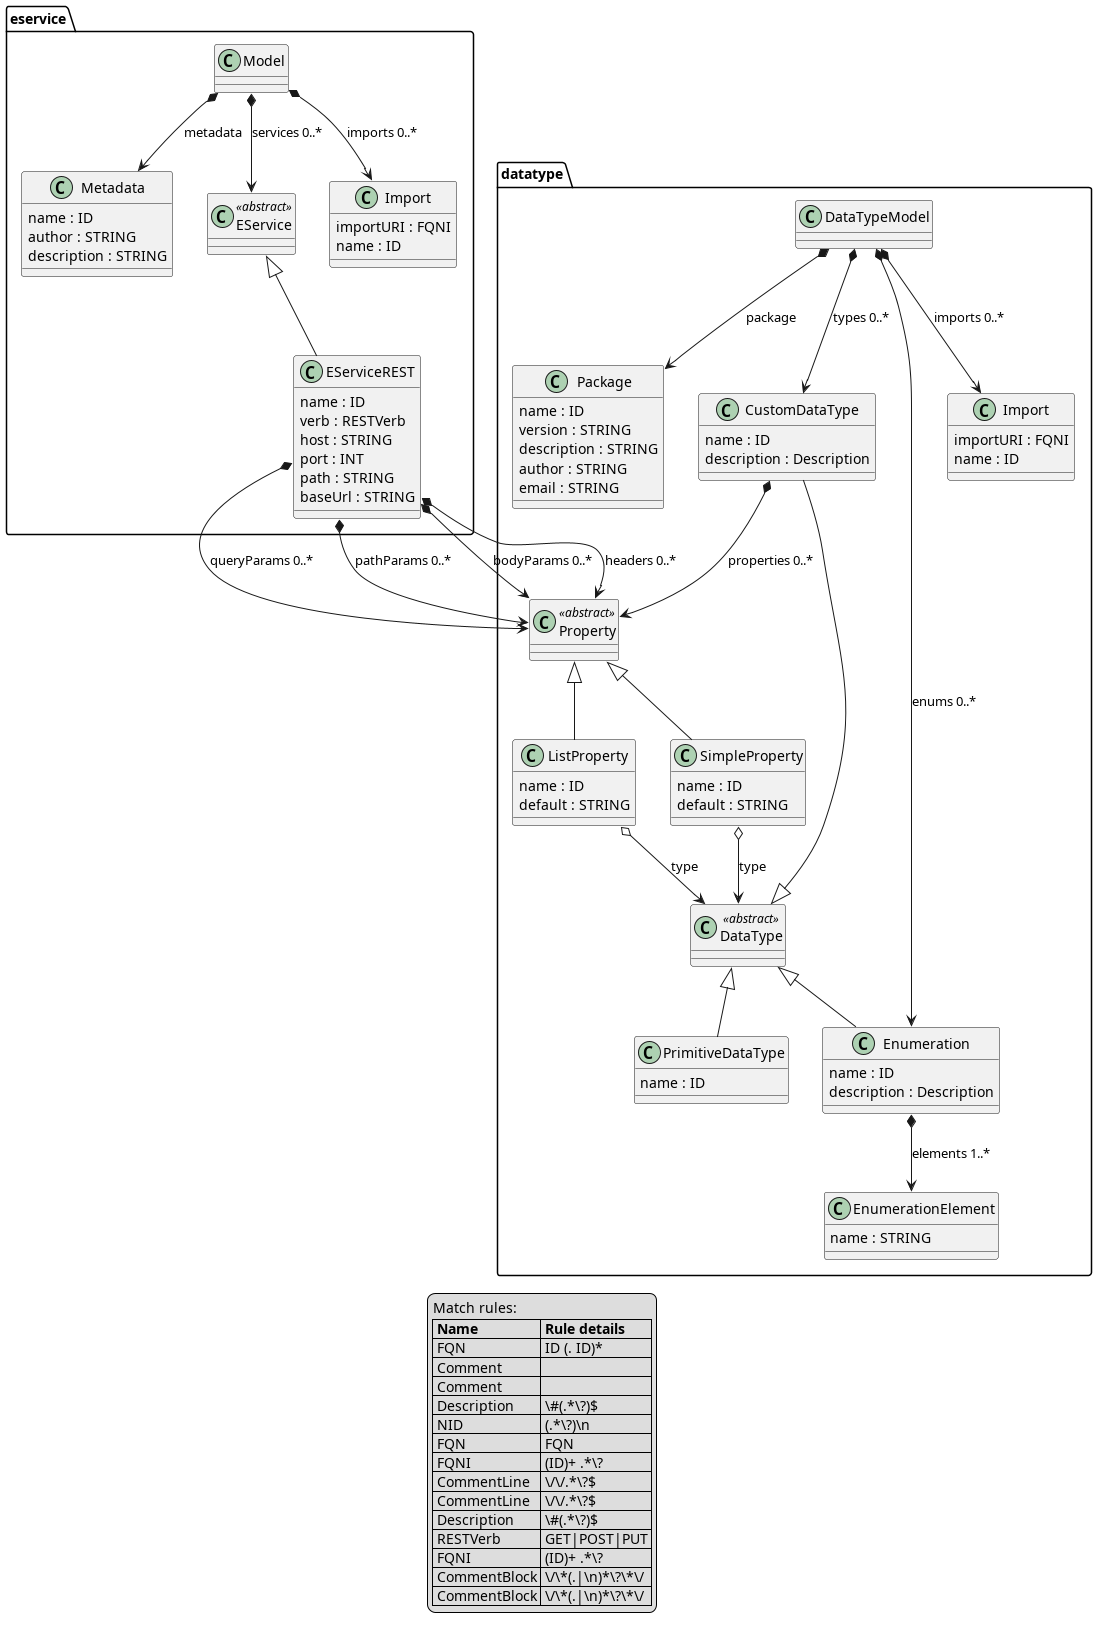 eservice
C Model
metadata
services 0..*
imports 0..*
C Metadata
name : ID
author : STRING
description : STRING
C «abstract»
EService
C Import
importURI : FQNI
name : ID
C EServiceREST
name : ID
verb : RESTVerb
host : STRING
port : INT
path : STRING
baseUrl : STRING
queryParams 0..*
pathParams 0..*
bodyParams 0..*
headers 0..*
datatype
C DataTypeModel
package
types 0..*
imports 0..*
C Package
name : ID
version : STRING
description : STRING
author : STRING
email : STRING
C CustomDataType
name : ID
description : Description
C Import
importURI : FQNI
name : ID
properties 0..*
C «abstract»
Property
enums 0..*
C ListProperty
name : ID
default : STRING
C SimpleProperty
name : ID
default : STRING
type
type
C «abstract»
DataType
C PrimitiveDataType
name : ID
C Enumeration
name : ID
description : Description
elements 1..*
C EnumerationElement
name : STRING
Match rules:
Name Rule details
FQN ID (. ID)*
Comment
Comment
Description \#(.*\?)$
NID (.*\?)\n
FQN FQN
FQNI (ID)+ .*\?
CommentLine \/\/.*\?$
CommentLine \/\/.*\?$
Description \#(.*\?)$
RESTVerb GET|POST|PUT
FQNI (ID)+ .*\?
CommentBlock \/\*(.|\n)*\?\*\/
CommentBlock \/\*(.|\n)*\?\*\/